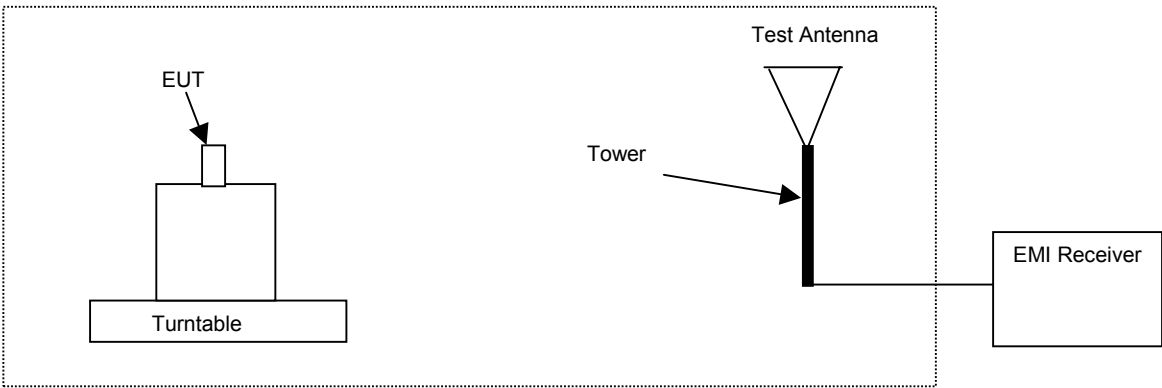 Test Antenna
EUT
Tower
EMI Receiver
Turntable